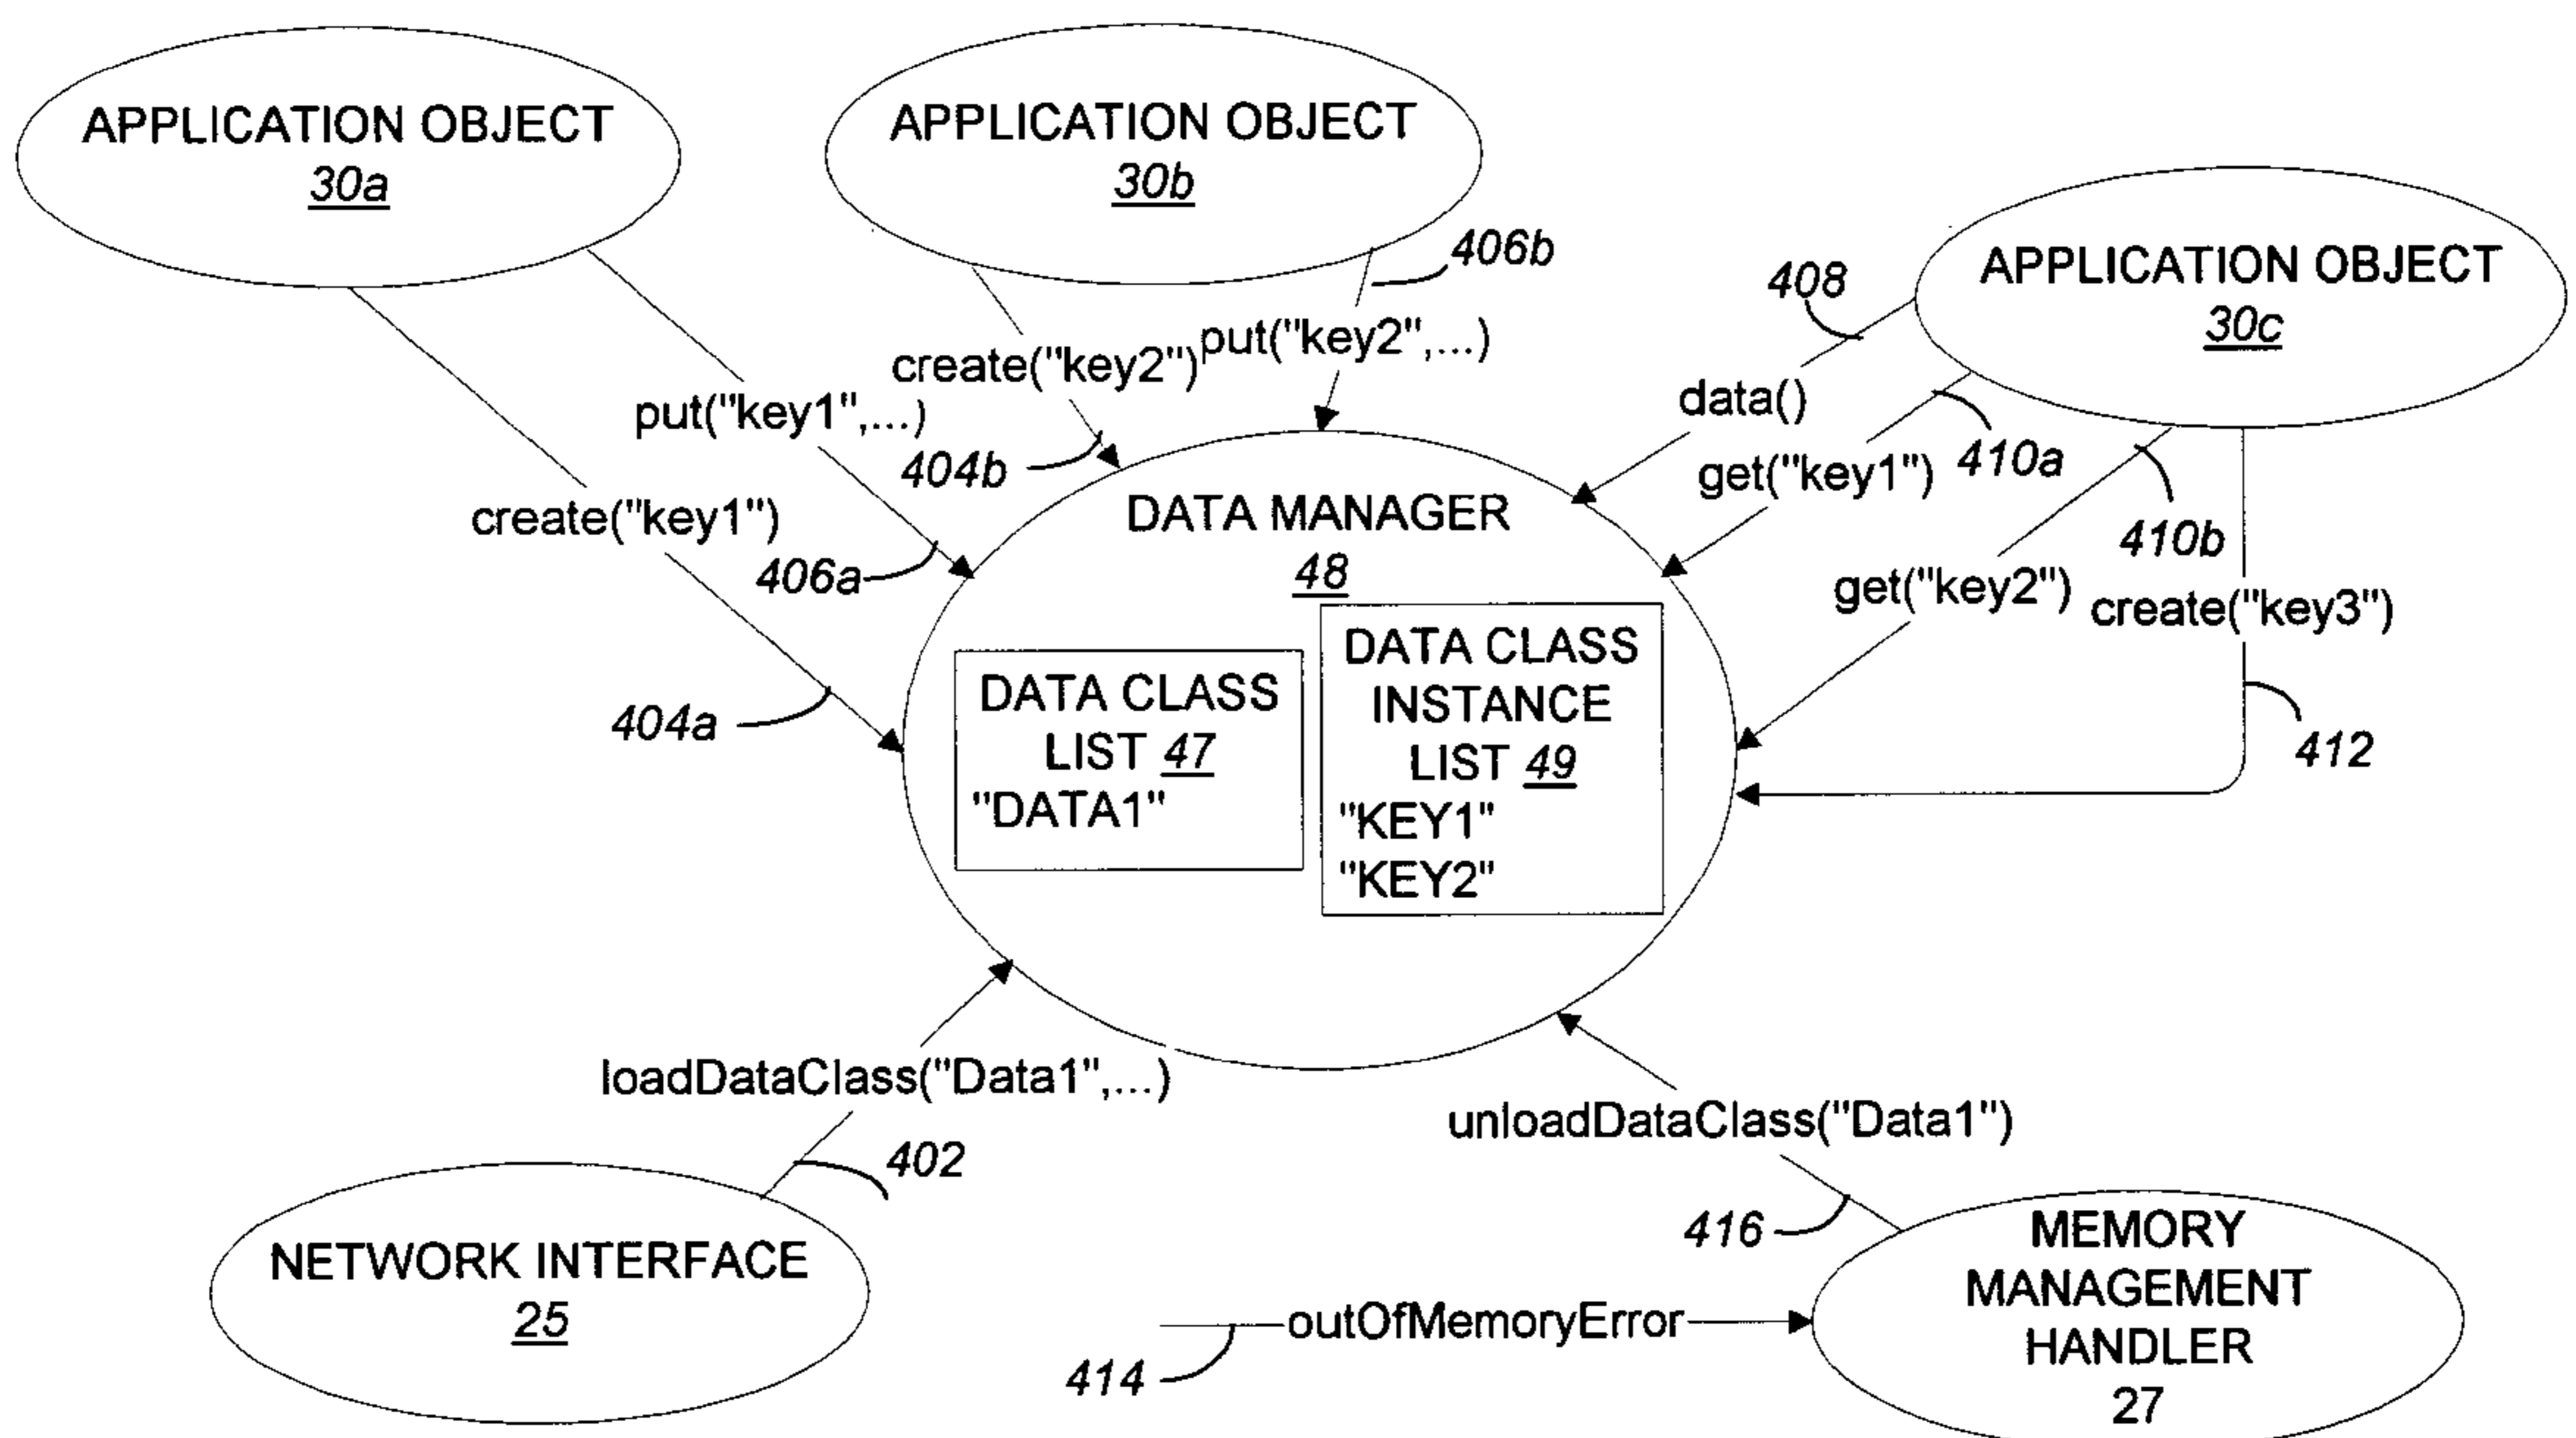 APPLICATION OBJECT
30a
APPLICATION OBJECT
30b
APPLICATION OBJECT
30c
406b
408
create("key2")
put("key2",...)
put("key1",...)
data()
404b
get("key1")
410a
create("key1")
406a
410b
get("key2")
create("key3")
404a
412
DATA MANAGER
48
DATA CLASS
LIST 47
"DATA1"
DATA CLASS
INSTANCE
LIST 49
"KEY1"
"KEY2"
loadDataClass("Data1",...)
402
unloadDataClass("Data1")
416
NETWORK INTERFACE
25
outOfMemoryError
414
MEMORY
MANAGEMENT
HANDLER
27